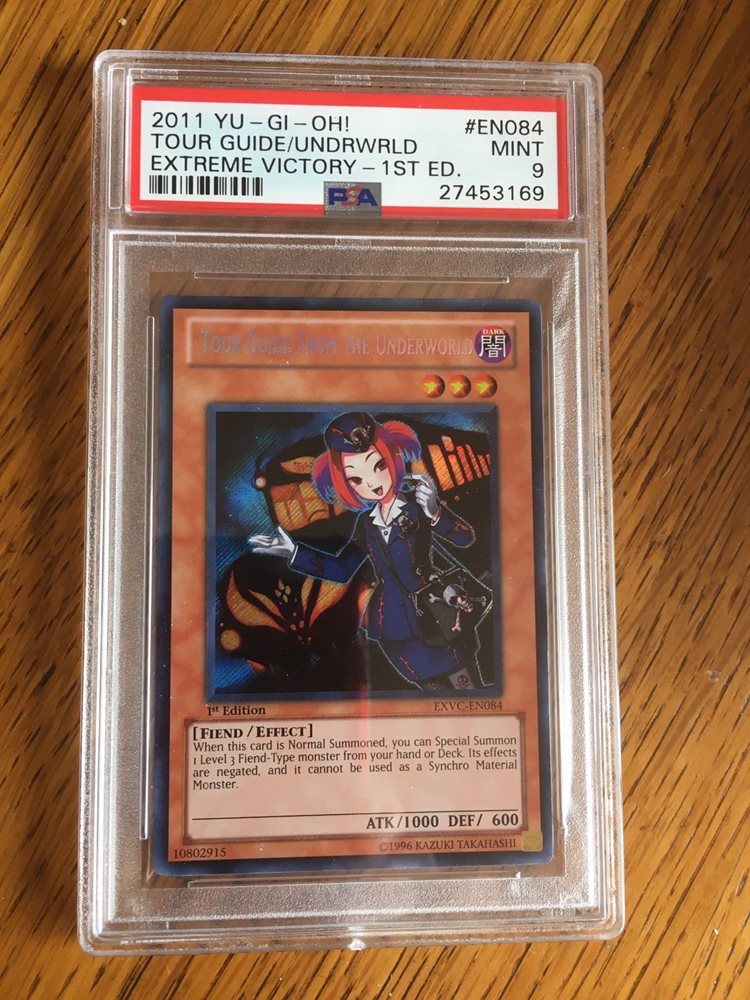 2011 YU-GI-OH! #EN084
TOUR GUIDE/UNDRWRLD MINT
EXTREME VICTORY-1ST ED. 9
PSA 27453169
TOUR GUIDE FROM THE UNDERWORLD
DARK
闇
1st Edition EXVC-EN084
[FIEND / EFFECT]
When this card is Normal Summoned, you can Special Summon
1 Level 3 Fiend-Type monster from your hand or Deck. Its effects
are negated, and it cannot be used as a Synchro Material
Monster.
ATK/1000 DEF/ 600
10802915 ©1996 KAZUKI TAKAHASHI